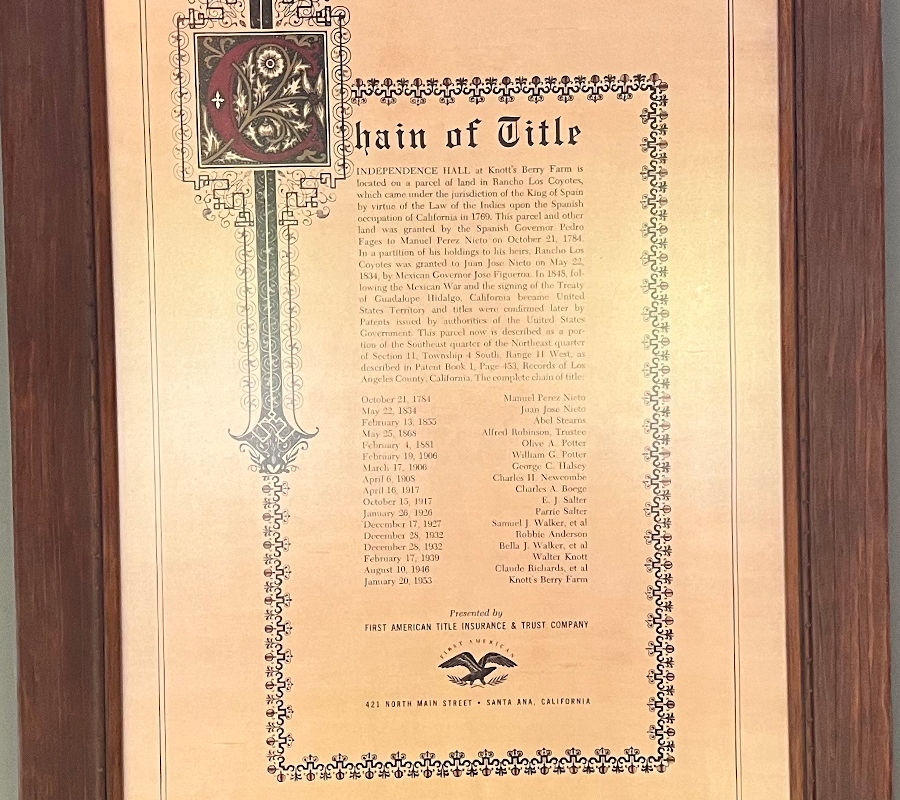 Chain of Title
INDEPENDENCE HALL at Knott's Berry Farm is
located on a parcel of land in Rancho Los Coyotes,
which came under the jurisdiction of the King of Spain
by virtue of the Law of the Indies upon the Spanish
occupation of California in 1769. This parcel and other
land was granted by the Spanish Governor Pedro
Fages to Manuel Perez Nieto on October 21, 1784.
In a partition of his holdings to his heirs, Rancho Los
Coyotes was granted to Juan Jose Nieto on May 22,
1834, by Mexican Governor Jose Figueroa. In 1848, fol-
lowing the Mexican War and the signing of the Treaty
of Guadalupe Hidalgo, California became United
States Territory and titles were confirmed later by
Patents issued by authorities of the United States
Government. This parcel now is described as a por-
tion of the Southeast quarter of the Northeast quarter
of Section 11, Township 4 South, Range 11 West, as
described in Patent Book 1, Page 453, Records of Los
Angeles County, California. The complete chain of title:
October 21, 1784 Manuel Perez Nieto
May 22, 1834 Juan Jose Nieto
February 13, 1855 Abel Stearns
May 25, 1868 Alfred Robinson, Trustee
February 4, 1881 Olive A. Potter
February 19, 1906 William G. Potter
March 17, 1906 George C. Halsey
April 6, 1908 Charles H. Newcombe
April 16, 1917 Charles A. Boege
October 15, 1917 E. J. Salter
January 26, 1926 Parrie Salter
December 17, 1927 Samuel J. Walker, et al
December 28, 1932 Robbie Anderson
December 28, 1932 Bella J. Walker, et al
February 17, 1939 Walter Knott
August 10, 1946 Claude Richards, et al
January 20, 1953 Knott's Berry Farm
Presented by
FIRST AMERICAN TITLE INSURANCE & TRUST COMPANY
FIRST AMERICAN
421 NORTH MAIN STREET • SANTA ANA, CALIFORNIA